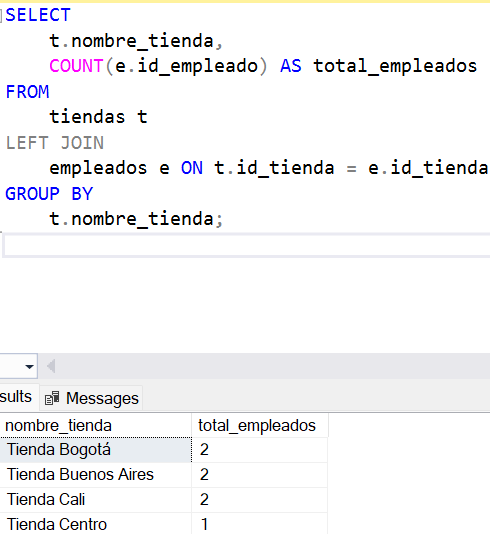 SELECT
t.nombre_tienda,
COUNT(e.id_empleado) AS total_empleados
FROM
tiendas t
LEFT JOIN
empleados e ON t.id_tienda = e.id_tienda
GROUP BY
t.nombre_tienda;
sults Messages
nombre_tienda total_empleados
Tienda Bogotá 2
Tienda Buenos Aires 2
Tienda Cali 2
Tienda Centro 1